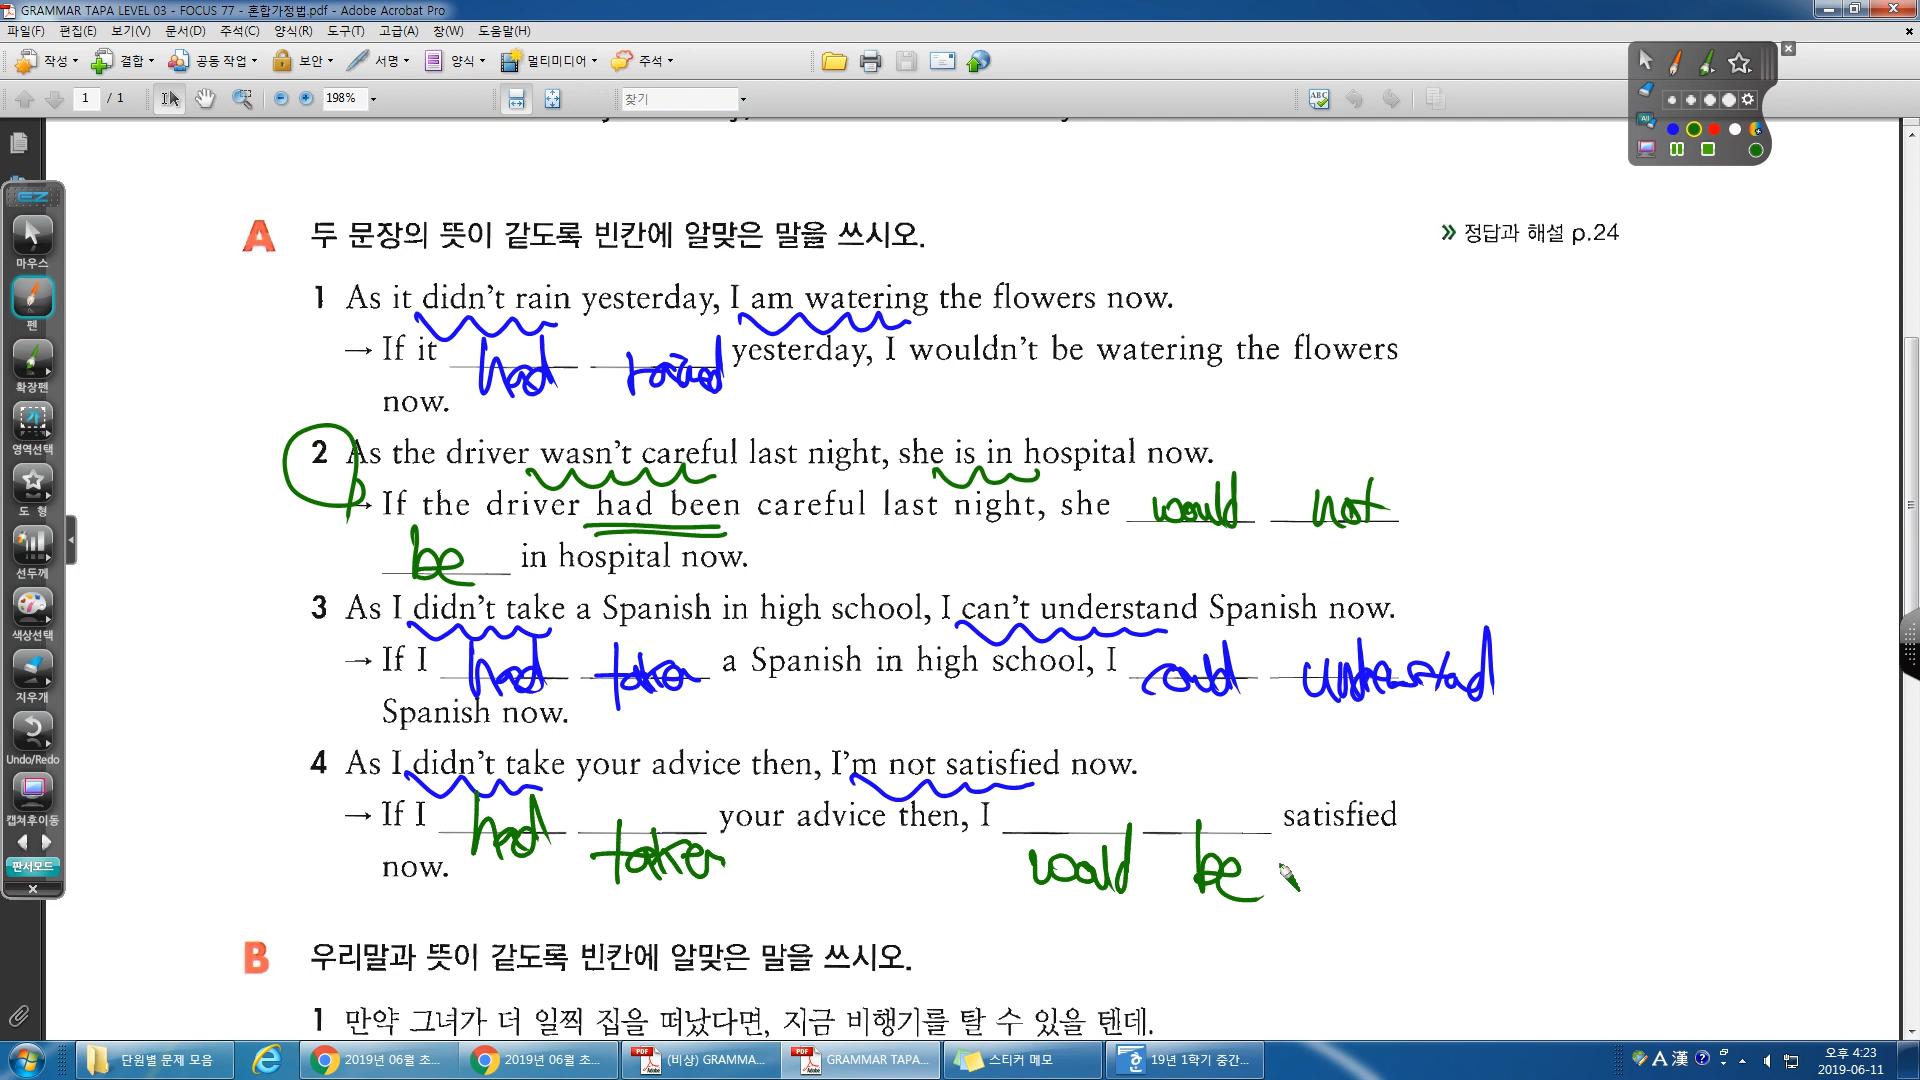 GRAMMAR TAPA LEVEL 03 - FOCUS 77 - 혼합가정법.pdf - Adobe Acrobat Pro
파일(F) 편집(E) 보기(V) 문서(D) 주석(C) 양식(R) 도구(T) 고급(A) 창(W) 도움말(H)
작성 결합 공동 작업 보안 서명 양식 멀티미디어 주석
1 / 1 198% 찾기
A 두 문장의 뜻이 같도록 빈칸에 알맞은 말을 쓰시오. » 정답과 해설 p.24
1 As it didn't rain yesterday, I am watering the flowers now.
→ If it had rained yesterday, I wouldn't be watering the flowers
now.
2 As the driver wasn't careful last night, she is in hospital now.
→ If the driver had been careful last night, she would not
be in hospital now.
3 As I didn't take a Spanish in high school, I can't understand Spanish now.
→ If I had taken a Spanish in high school, I could understand
Spanish now.
4 As I didn't take your advice then, I'm not satisfied now.
→ If I had taken your advice then, I would be satisfied
now.
B 우리말과 뜻이 같도록 빈칸에 알맞은 말을 쓰시오.
1 만약 그녀가 더 일찍 집을 떠났다면, 지금 비행기를 탈 수 있을 텐데.
EZ
마우스
펜
확장펜
영역선택
도 형
선두께
색상선택
지우개
Undo/Redo
캡쳐후이동
판서모드
All
단원별 문제 모음 2019년 06월 초... 2019년 06월 초... (비상) GRAMMA... GRAMMAR TAPA... 스티커 메모 19년 1학기 중간...
A 漢 오후 4:23
2019-06-11